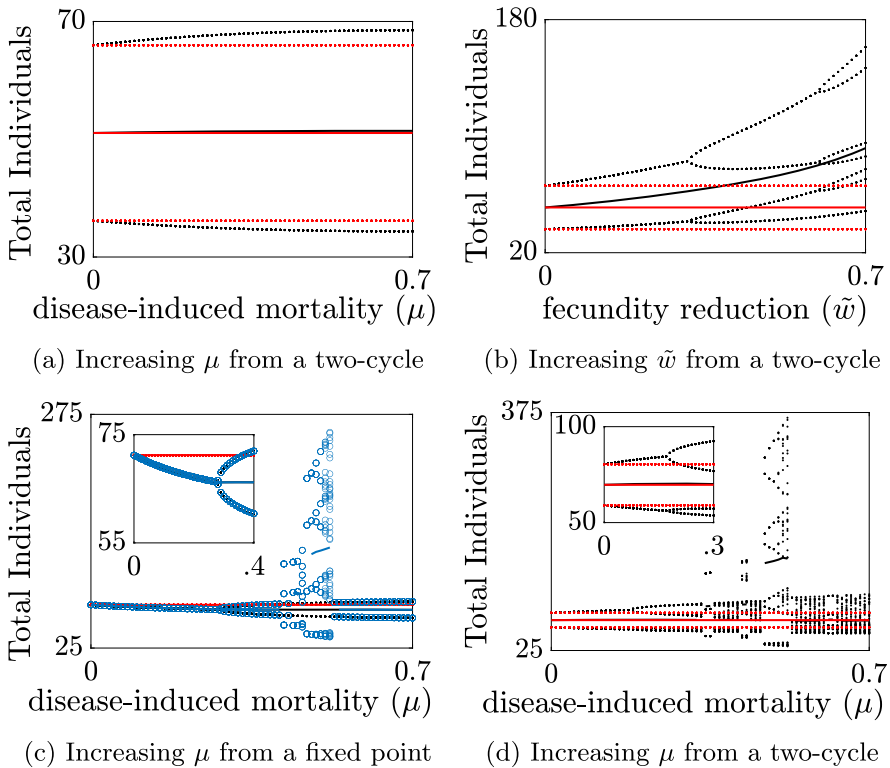 70
Total Individuals
30
0
0.7
disease-induced mortality (μ)
(a) Increasing μ from a two-cycle
180
Total Individuals
20
0
0.7
fecundity reduction (w̃)
(b) Increasing w̃ from a two-cycle
275
75
55
0
.4
Total Individuals
25
0
0.7
disease-induced mortality (μ)
(c) Increasing μ from a fixed point
375
100
50
0
.3
Total Individuals
25
0
0.7
disease-induced mortality (μ)
(d) Increasing μ from a two-cycle